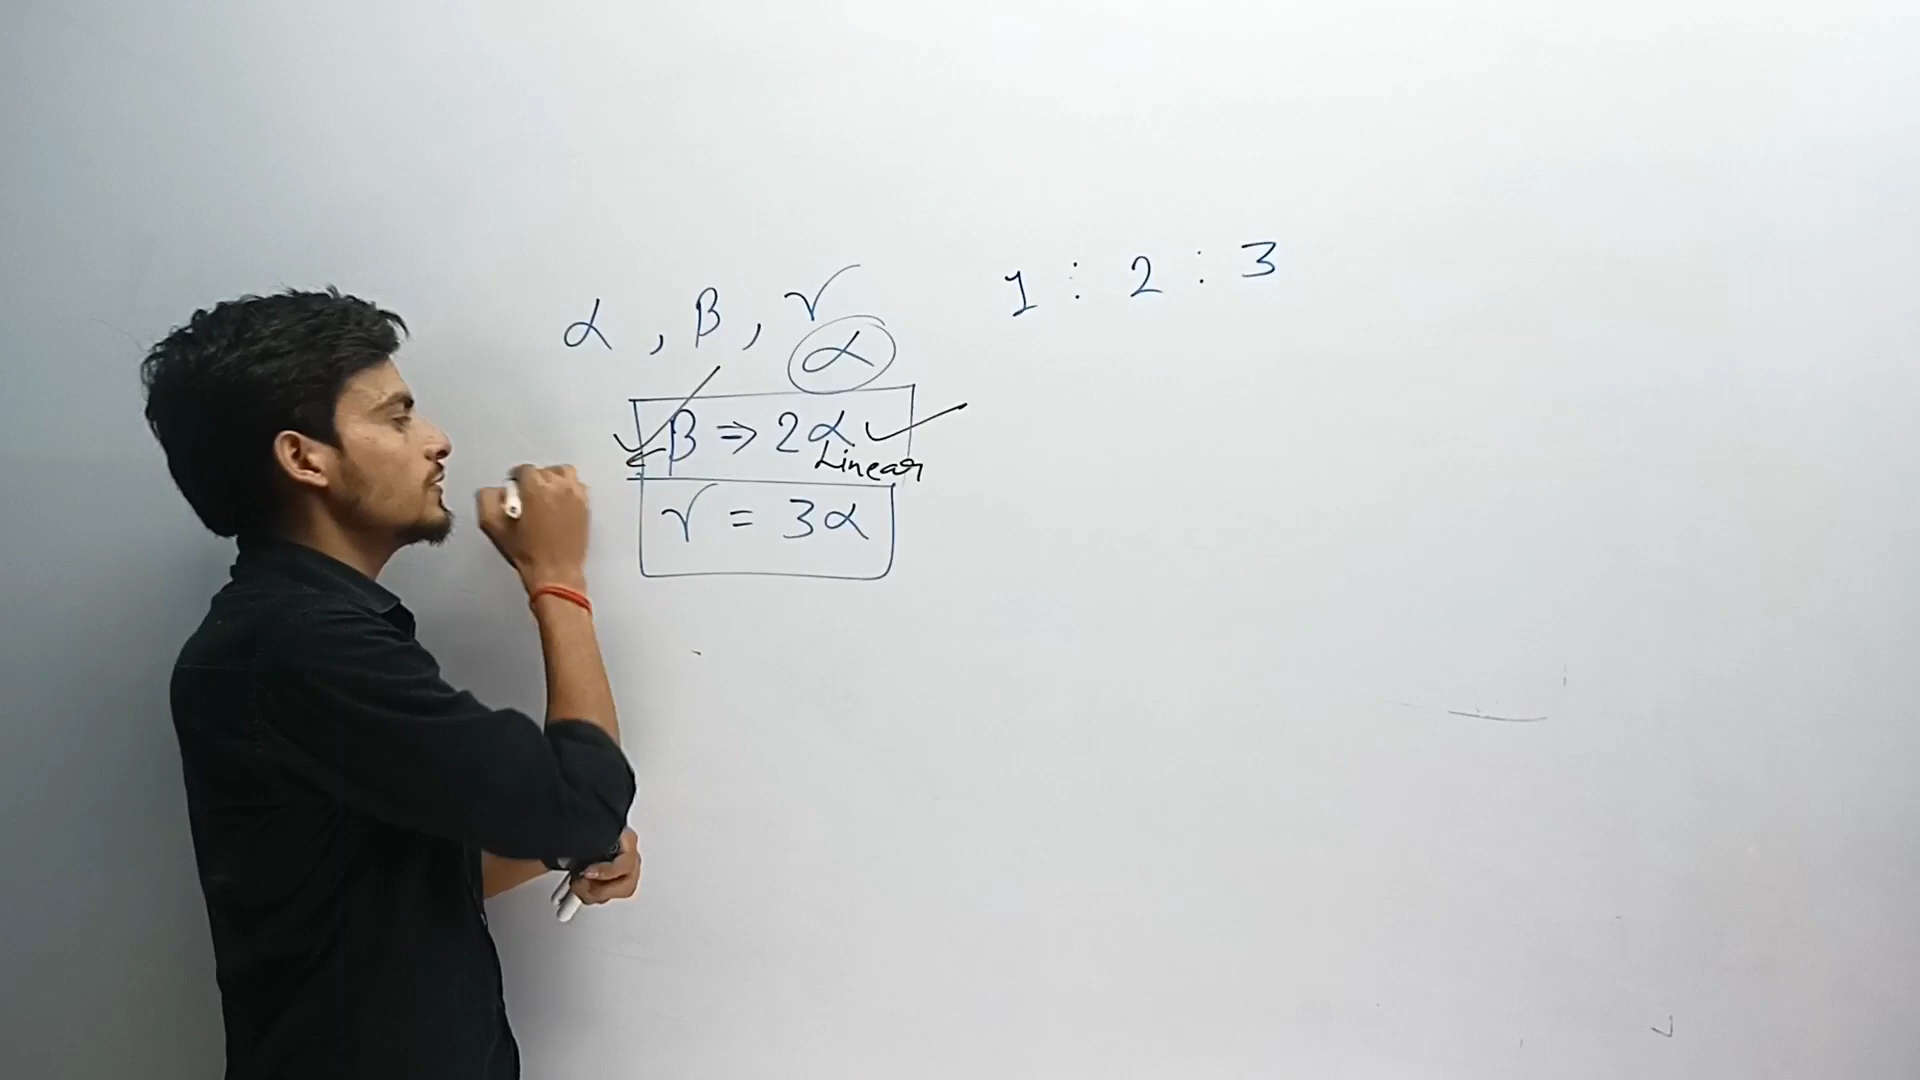 α , β , γ 1 : 2 : 3
α
β ⇒ 2α
Linear
γ = 3α